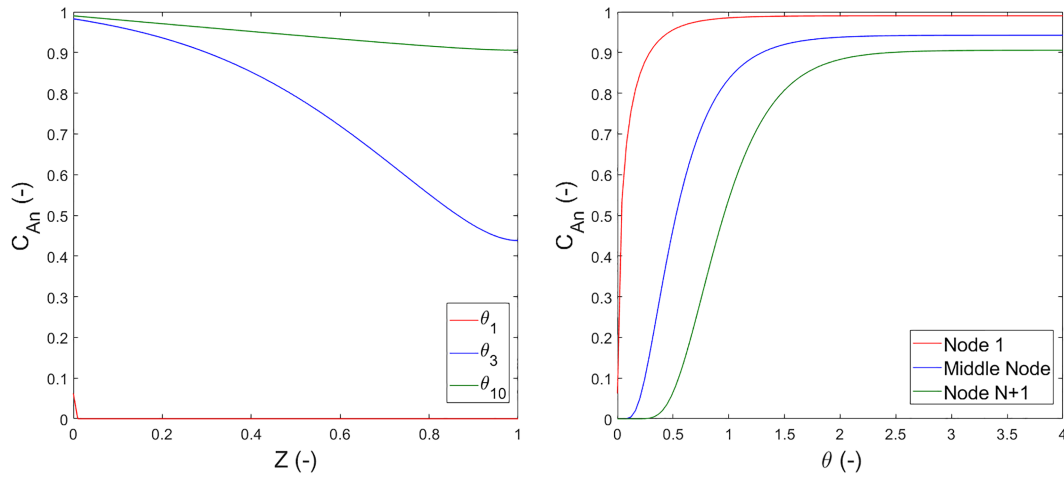 1
0.9
0.8
0.7
0.6
0.5
0.4
0.3
0.2
0.1
0
C_An (-)
0 0.2 0.4 0.6 0.8 1
Z (-)
θ_1
θ_3
θ_10
1
0.9
0.8
0.7
0.6
0.5
0.4
0.3
0.2
0.1
0
C_An (-)
0 0.5 1 1.5 2 2.5 3 3.5 4
θ (-)
Node 1
Middle Node
Node N+1